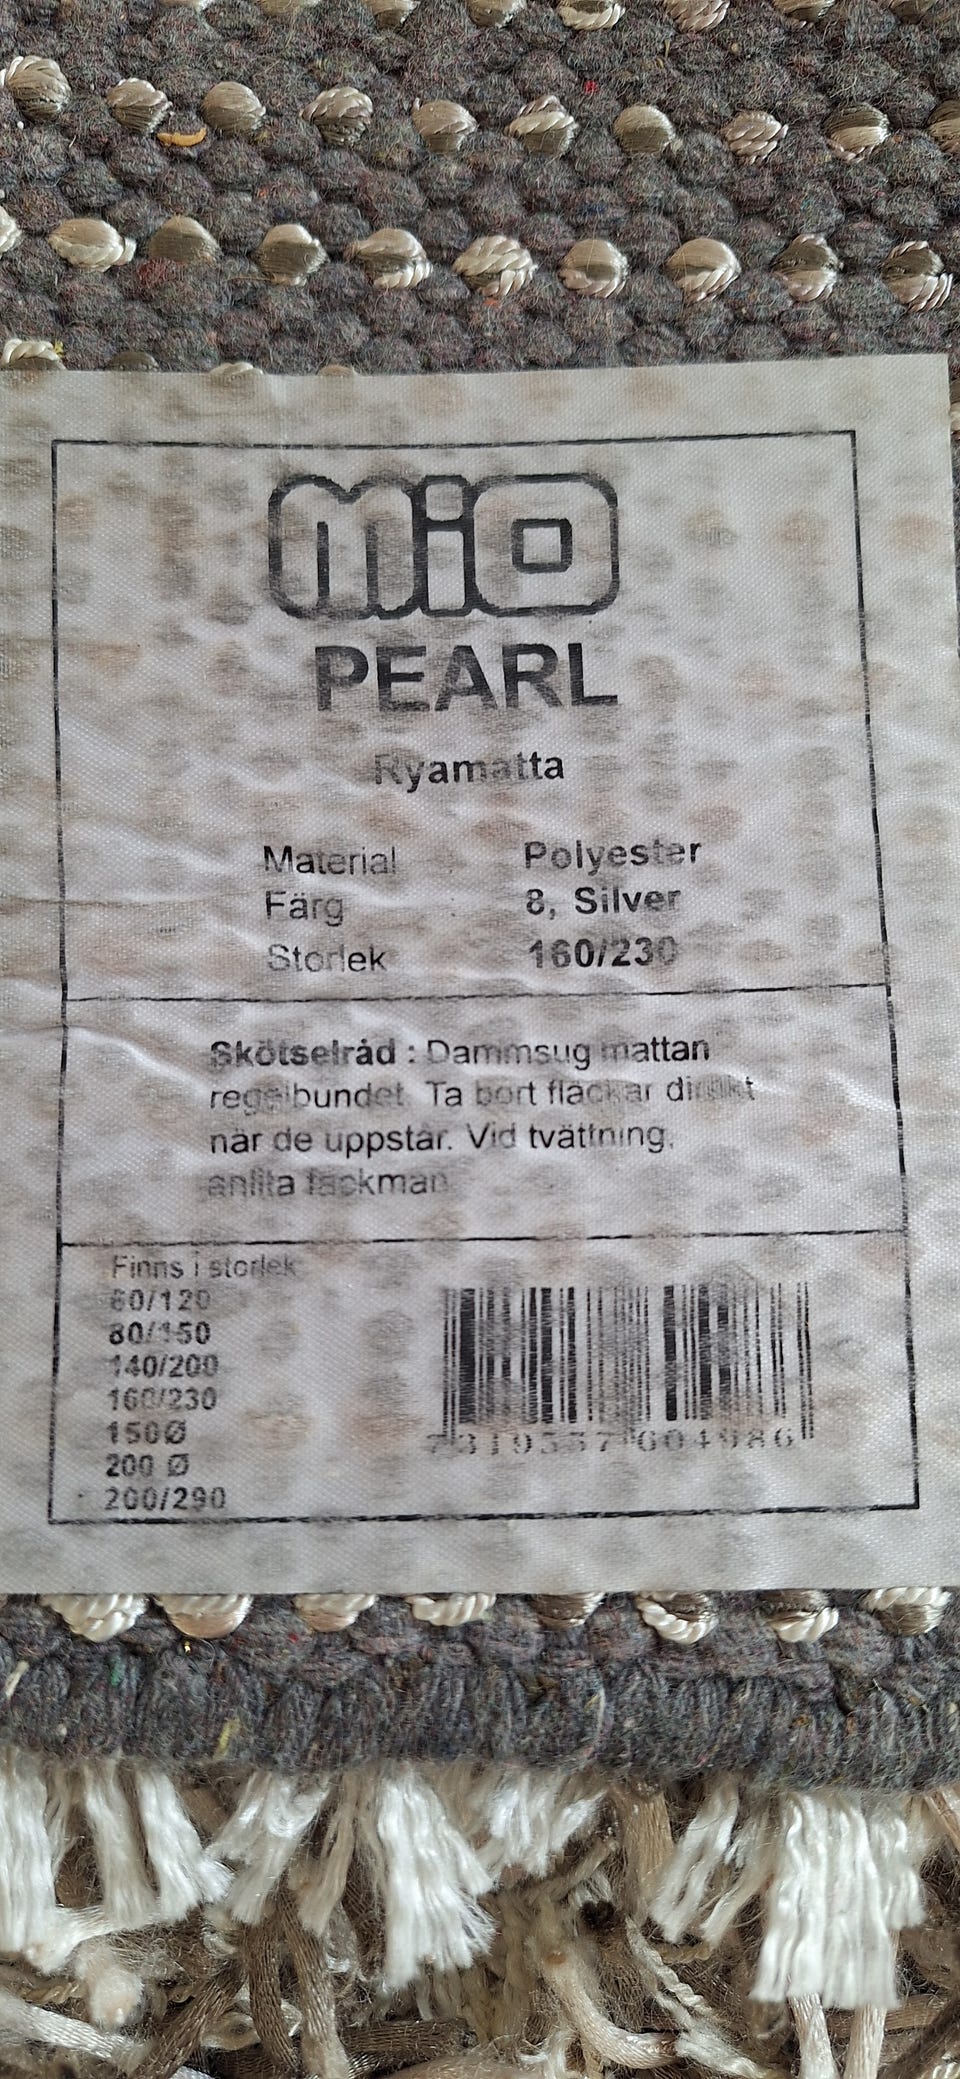 mio
PEARL
Ryamatta
Material Polyester
Färg 8, Silver
Storlek 160/230
Skötselråd : Dammsug mattan
regelbundet. Ta bort fläckar direkt
när de uppstår. Vid tvättning,
anlita fackman
Finns i storlek
60/120
80/150
140/200
160/230
150Ø
200 Ø
200/290
7319537604986